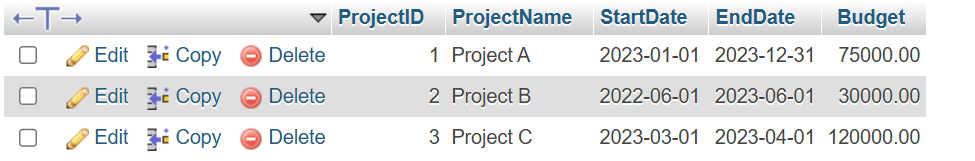 ProjectID ProjectName StartDate EndDate Budget
Edit Copy Delete 1 Project A 2023-01-01 2023-12-31 75000.00
Edit Copy Delete 2 Project B 2022-06-01 2023-06-01 30000.00
Edit Copy Delete 3 Project C 2023-03-01 2023-04-01 120000.00